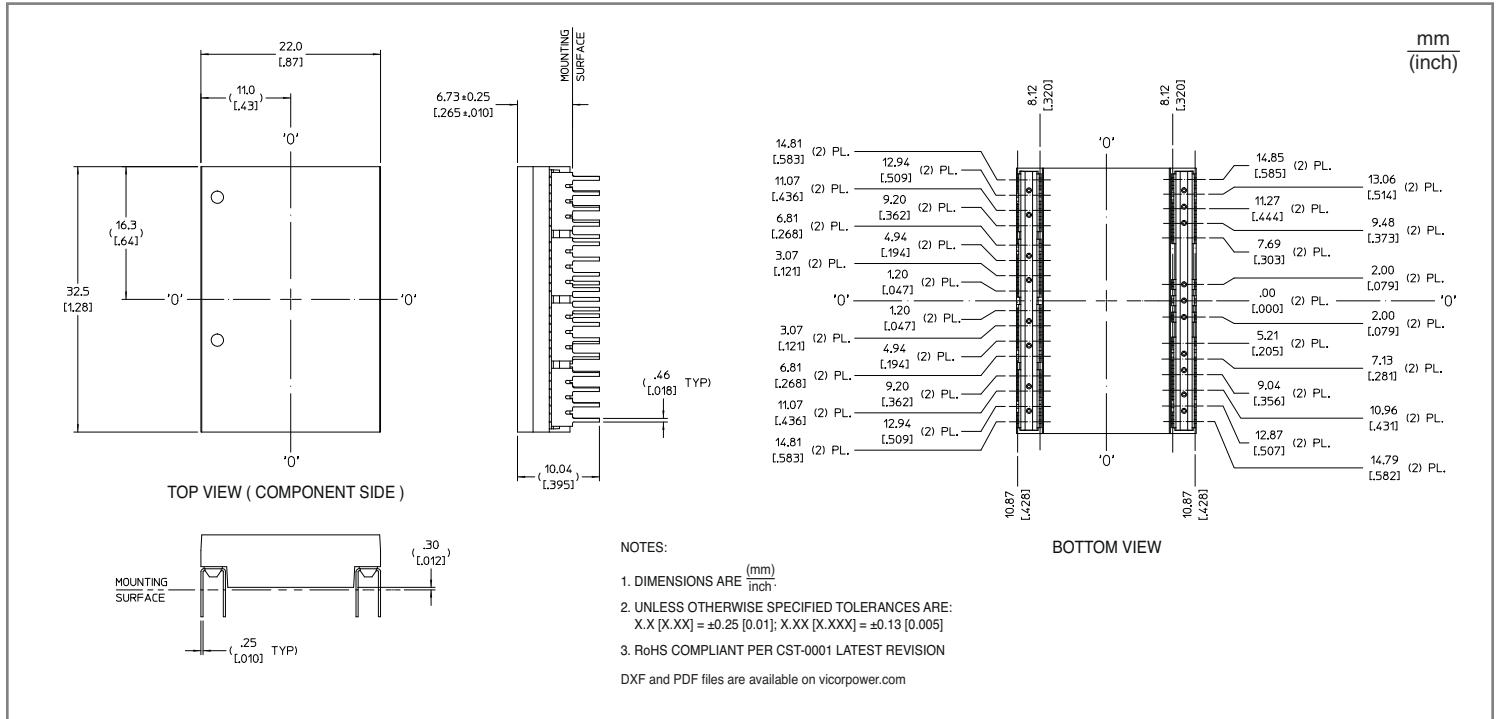 mm
(inch)
22.0
[.87]
( 11.0
[.43] )
'0'
( 16.3
[.64] )
32.5
[1.28]
'0'
'0'
'0'
TOP VIEW ( COMPONENT SIDE )
MOUNTING
SURFACE
6.73±0.25
[.265±.010]
( .46
[.018] TYP)
( 10.04
[.395] )
MOUNTING
SURFACE
( .30
[.012] )
( .25
[.010] TYP)
8.12
[.320]
8.12
[.320]
'0'
14.81
[.583] (2) PL.
12.94
[.509] (2) PL.
11.07
[.436] (2) PL.
9.20
[.362] (2) PL.
6.81
[.268] (2) PL.
4.94
[.194] (2) PL.
3.07
[.121] (2) PL.
1.20
[.047] (2) PL.
'0'
1.20
[.047] (2) PL.
3.07
[.121] (2) PL.
4.94
[.194] (2) PL.
6.81
[.268] (2) PL.
9.20
[.362] (2) PL.
11.07
[.436] (2) PL.
12.94
[.509] (2) PL.
14.81
[.583] (2) PL.
14.85
[.585] (2) PL.
13.06
[.514] (2) PL.
11.27
[.444] (2) PL.
9.48
[.373] (2) PL.
7.69
[.303] (2) PL.
2.00
[.079] (2) PL.
.00
[.000] (2) PL.
'0'
2.00
[.079] (2) PL.
5.21
[.205] (2) PL.
7.13
[.281] (2) PL.
9.04
[.356] (2) PL.
10.96
[.431] (2) PL.
12.87
[.507] (2) PL.
14.79
[.582] (2) PL.
'0'
10.87
[.428]
10.87
[.428]
BOTTOM VIEW
NOTES:
1. DIMENSIONS ARE (mm)
inch.
2. UNLESS OTHERWISE SPECIFIED TOLERANCES ARE:
X.X [X.XX] = ±0.25 [0.01]; X.XX [X.XXX] = ±0.13 [0.005]
3. RoHS COMPLIANT PER CST-0001 LATEST REVISION
DXF and PDF files are available on vicorpower.com